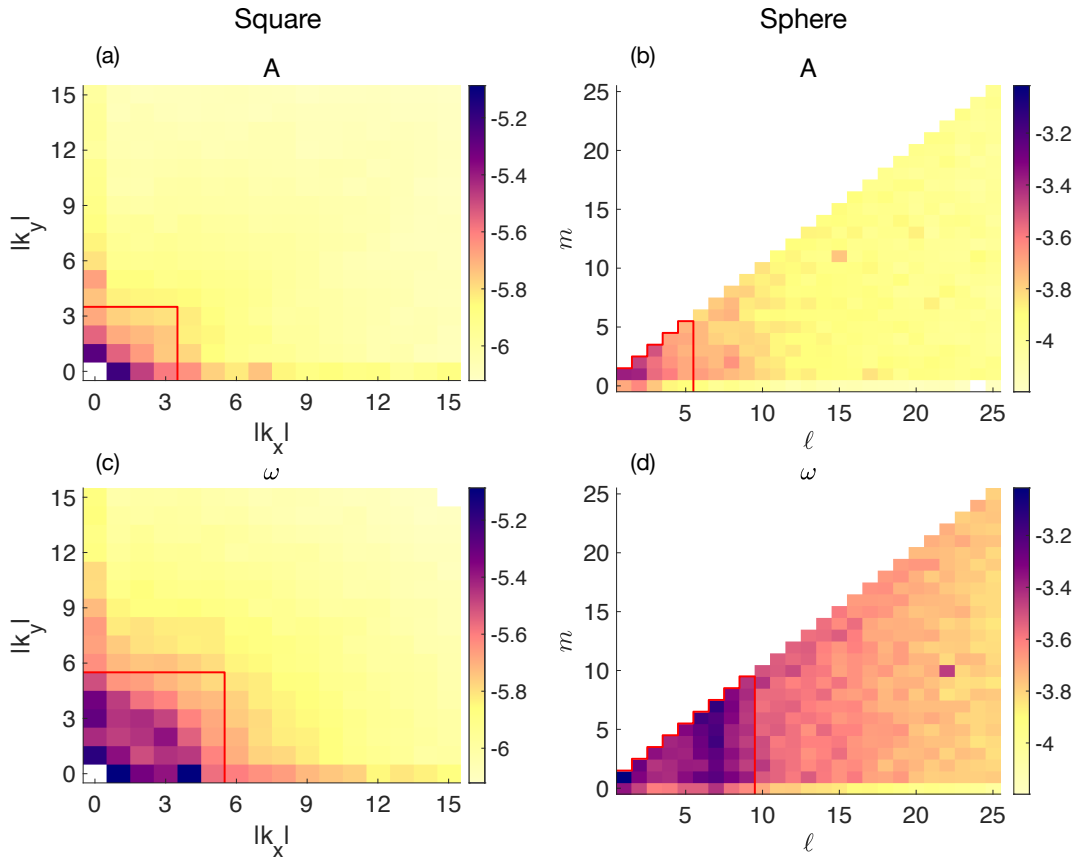 Square
Sphere
(a)
A
15
12
9
6
3
0
|k_y|
0 3 6 9 12 15
|k_x|
-5.2
-5.4
-5.6
-5.8
-6
(b)
A
25
20
15
10
5
0
m
5 10 15 20 25
ℓ
-3.2
-3.4
-3.6
-3.8
-4
(c)
ω
15
12
9
6
3
0
|k_y|
0 3 6 9 12 15
|k_x|
-5.2
-5.4
-5.6
-5.8
-6
(d)
ω
25
20
15
10
5
0
m
5 10 15 20 25
ℓ
-3.2
-3.4
-3.6
-3.8
-4